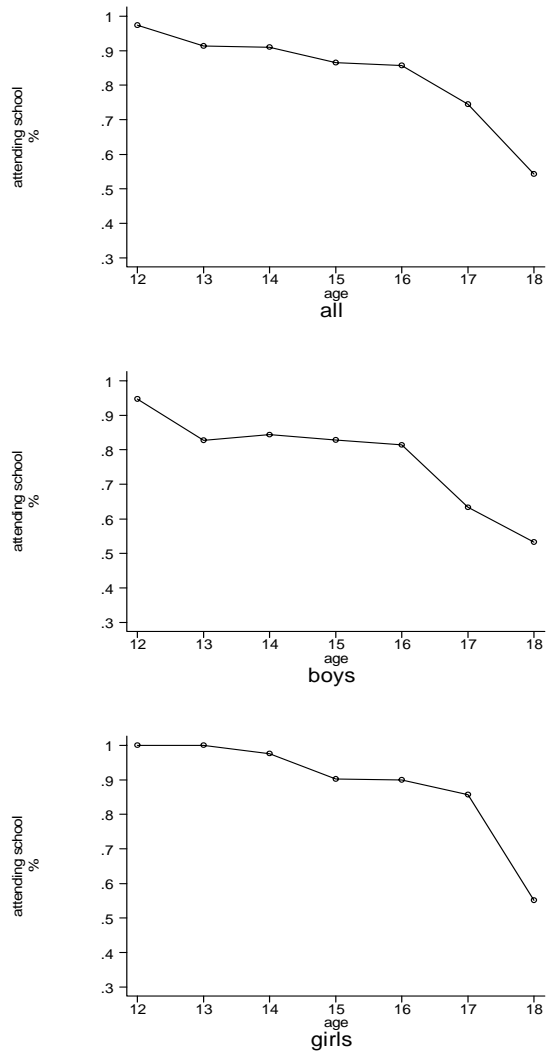 1
.9
.8
.7
.6
.5
.4
.3
attending school
%
12 13 14 15 16 17 18
age
all
1
.9
.8
.7
.6
.5
.4
.3
attending school
%
12 13 14 15 16 17 18
age
boys
1
.9
.8
.7
.6
.5
.4
.3
attending school
%
12 13 14 15 16 17 18
age
girls